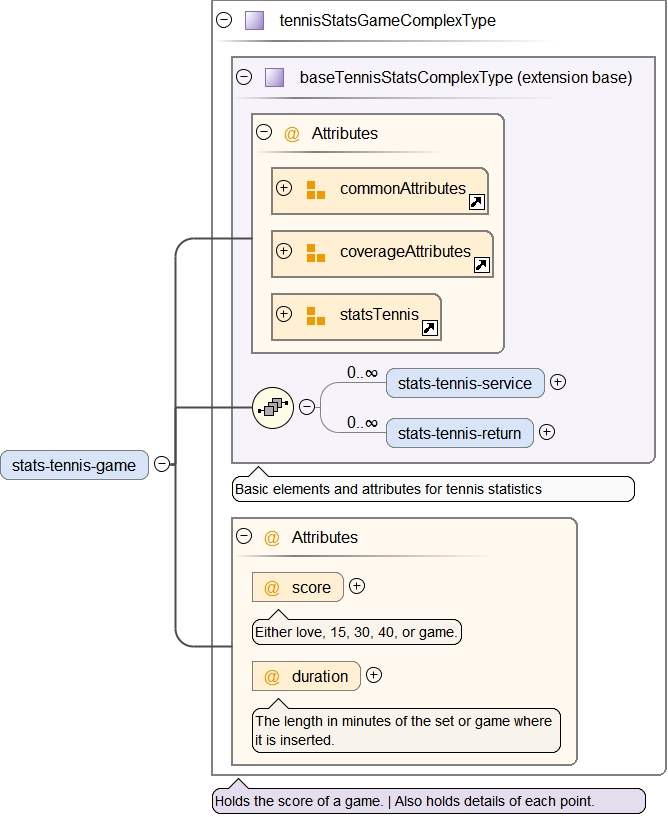 tennisStatsGameComplexType
baseTennisStatsComplexType (extension base)
@ Attributes
commonAttributes
coverageAttributes
statsTennis
0..∞
stats-tennis-service
0..∞
stats-tennis-return
stats-tennis-game
Basic elements and attributes for tennis statistics
@ Attributes
@ score
Either love, 15, 30, 40, or game.
@ duration
The length in minutes of the set or game where
it is inserted.
Holds the score of a game. | Also holds details of each point.